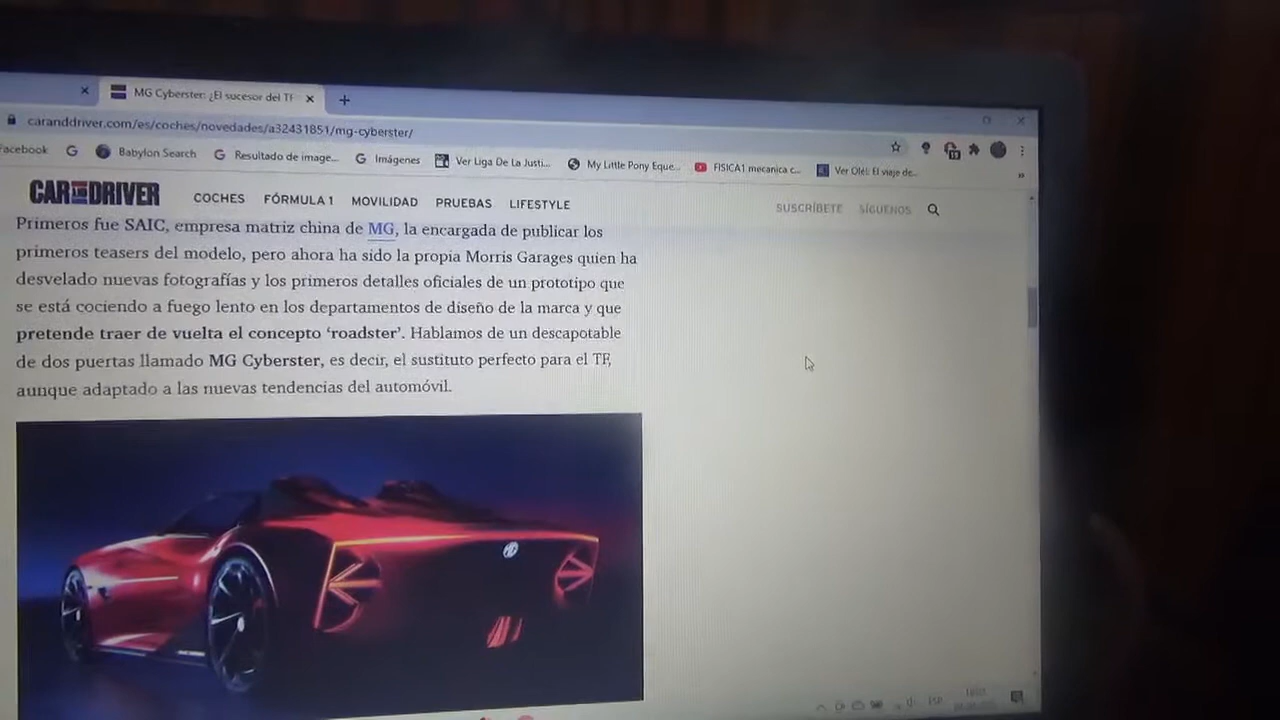 MG Cyberster: ¿El sucesor del TF
caranddriver.com/es/coches/novedades/a32431851/mg-cyberster/
Facebook
Babylon Search
Resultado de image...
Imágenes
Ver Liga De La Justi...
My Little Pony Eque...
FISICA1 mecanica c...
Ver Olé!: El viaje de...
CAR AND DRIVER
COCHES
FÓRMULA 1
MOVILIDAD
PRUEBAS
LIFESTYLE
SUSCRÍBETE
SÍGUENOS
Primeros fue SAIC, empresa matriz china de MG, la encargada de publicar los
primeros teasers del modelo, pero ahora ha sido la propia Morris Garages quien ha
desvelado nuevas fotografías y los primeros detalles oficiales de un prototipo que
se está cociendo a fuego lento en los departamentos de diseño de la marca y que
pretende traer de vuelta el concepto ‘roadster’. Hablamos de un descapotable
de dos puertas llamado MG Cyberster, es decir, el sustituto perfecto para el TF,
aunque adaptado a las nuevas tendencias del automóvil.
MG
ESP